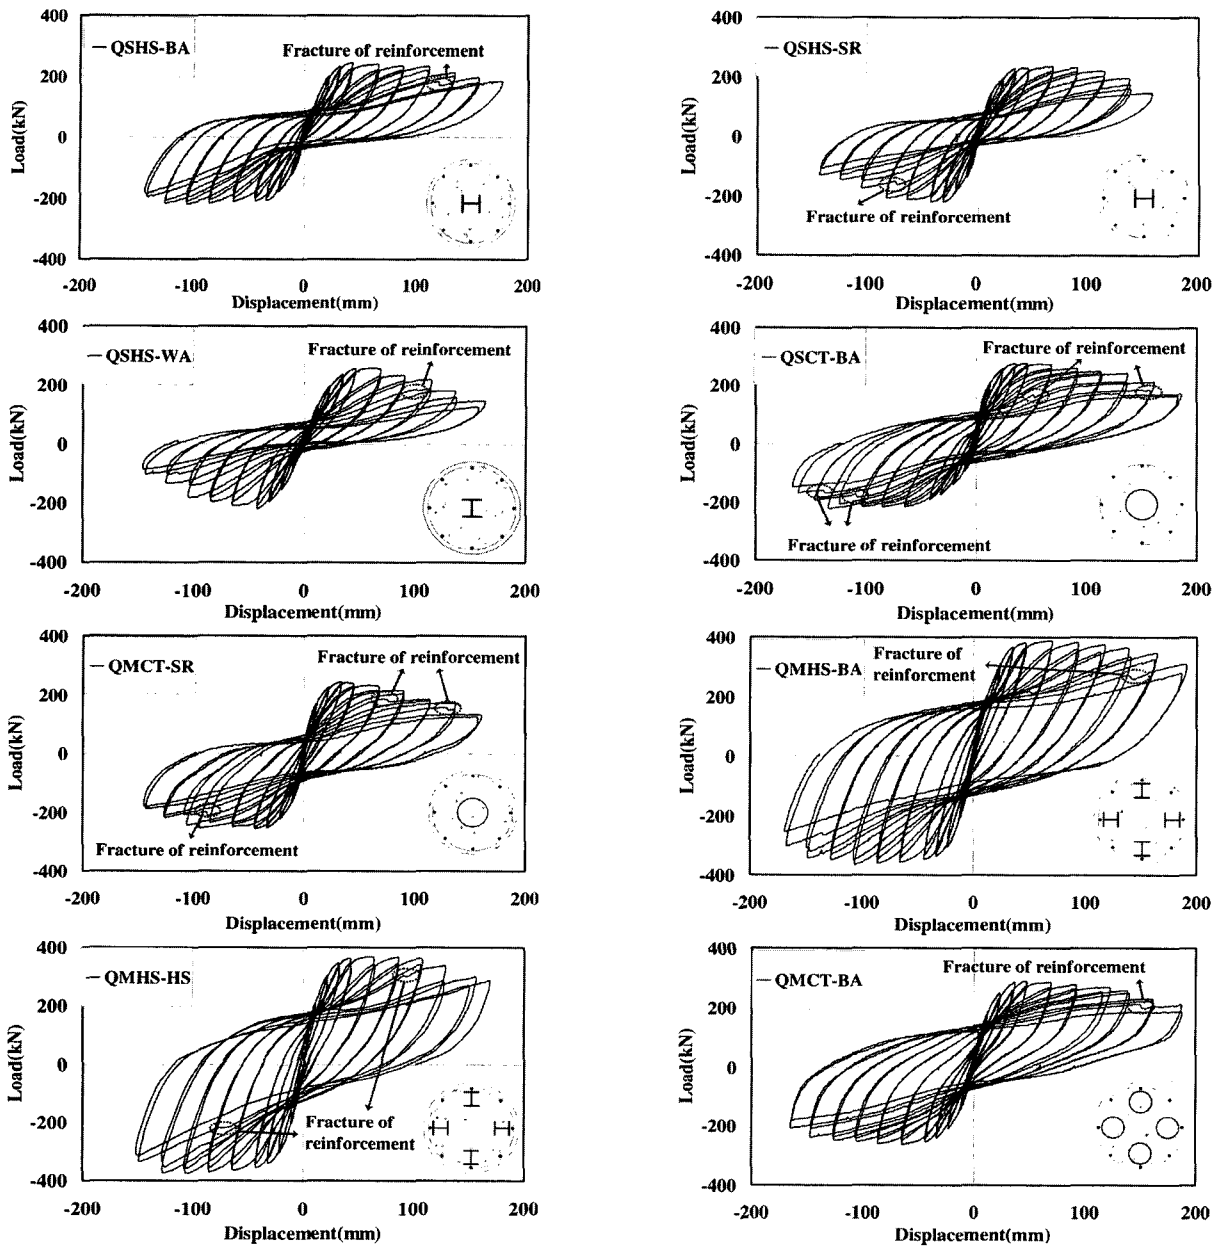 400
QSHS-BA
Fracture of reinforcement
200
Load(kN)
0
-200
-400
-200 -100 0 100 200
Displacement(mm)
400
QSHS-SR
200
Load(kN)
0
-200
Fracture of reinforcement
-400
-200 -100 0 100 200
Displacement(mm)
400
QSHS-WA
Fracture of reinforcement
200
Load(kN)
0
-200
-400
-200 -100 0 100 200
Displacement(mm)
400
QSCT-BA
Fracture of reinforcement
200
Load(kN)
0
-200
Fracture of reinforcement
-400
-200 -100 0 100 200
Displacement(mm)
400
QMCT-SR
Fracture of reinforcement
200
Load(kN)
0
-200
Fracture of reinforcement
-400
-200 -100 0 100 200
Displacement(mm)
400
QMHS-BA
Fracture of
reinforcment
200
Load(kN)
0
-200
-400
-200 -100 0 100 200
Displacement(mm)
400
QMHS-HS
200
Load(kN)
0
-200
Fracture of
reinforcement
-400
-200 -100 0 100 200
Displacement(mm)
400
QMCT-BA
Fracture of reinforcement
200
Load(kN)
0
-200
-400
-200 -100 0 100 200
Displacement(mm)